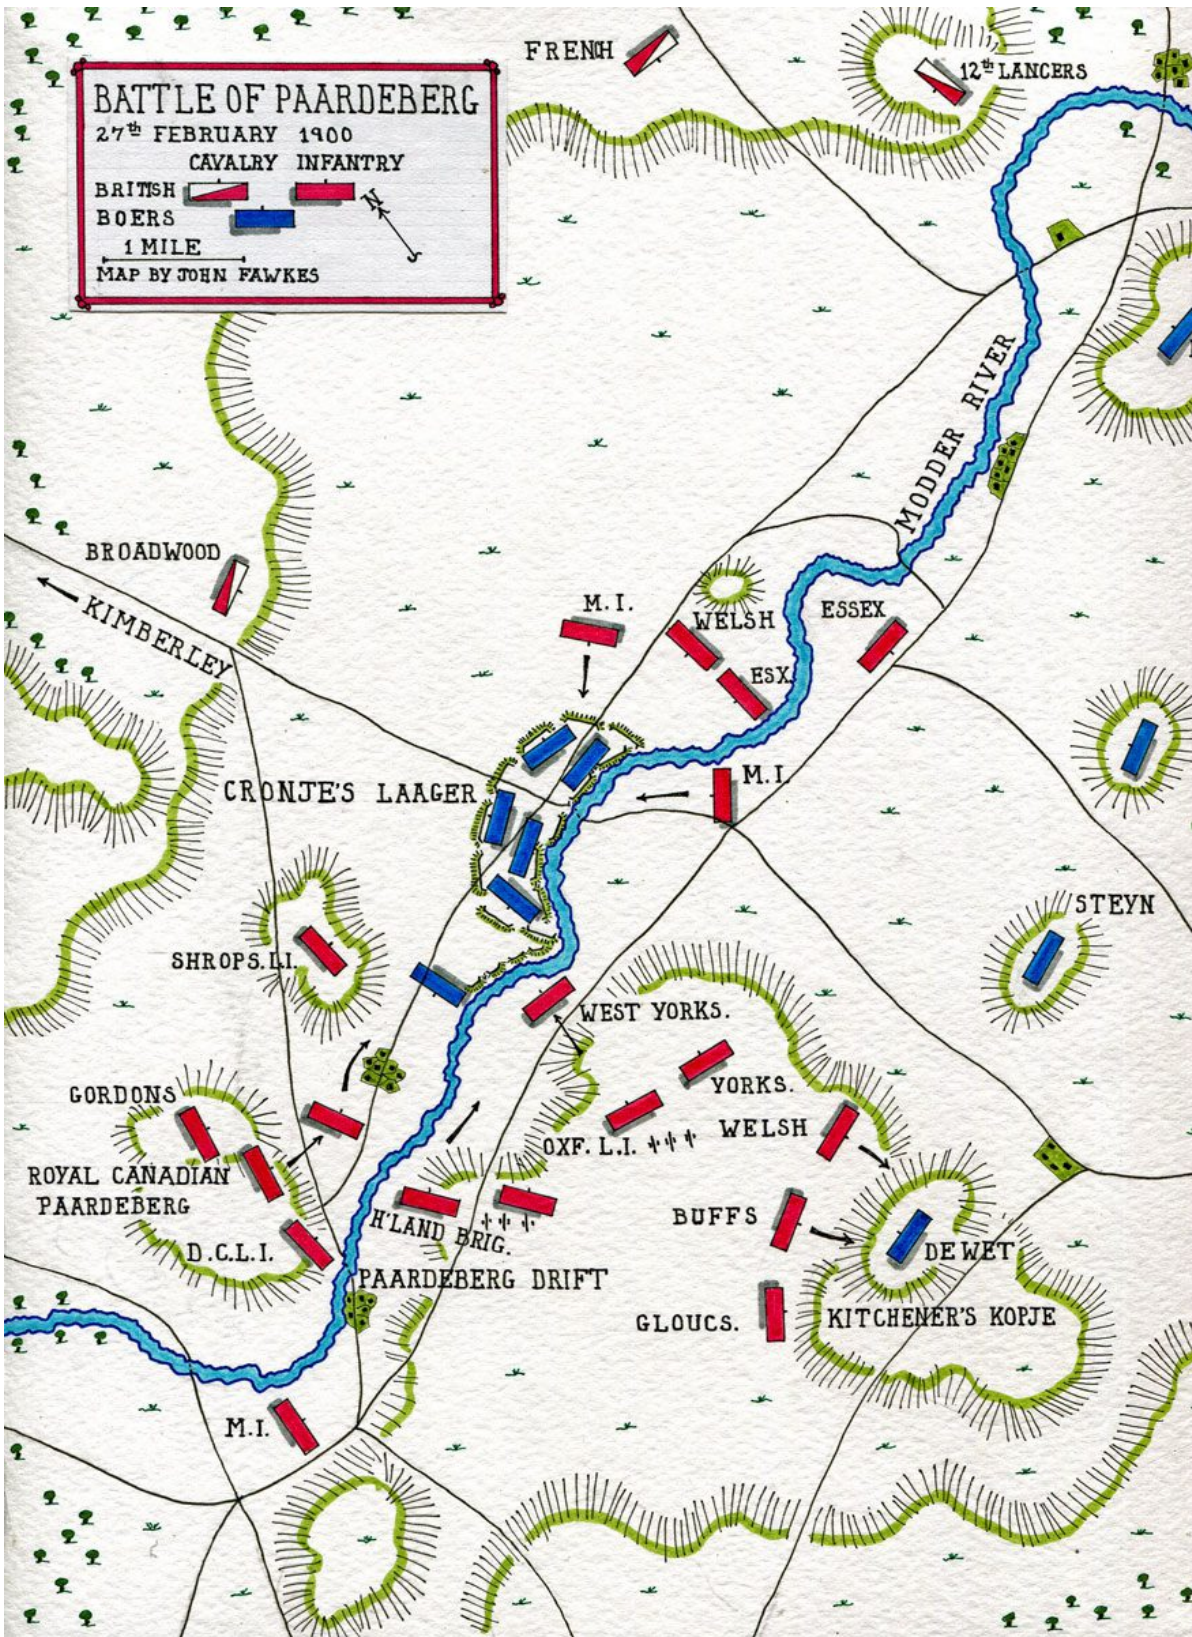 FRENCH
12th LANCERS
BATTLE OF PAARDEBERG
27th FEBRUARY 1900
CAVALRY INFANTRY
BRITISH
BOERS
N
S
1 MILE
MAP BY JOHN FAWKES
MODDER RIVER
BROADWOOD
KIMBERLEY
M.I.
WELSH
ESSEX
ESX.
M.I.
CRONJE'S LAAGER
STEYN
SHROPS.L.I.
WEST YORKS.
YORKS.
GORDONS
OXF. L.I.
WELSH
ROYAL CANADIAN
PAARDEBERG
H'LAND BRIG.
BUFFS
D.C.L.I.
DE WET
PAARDEBERG DRIFT
GLOUCS.
KITCHENER'S KOPJE
M.I.